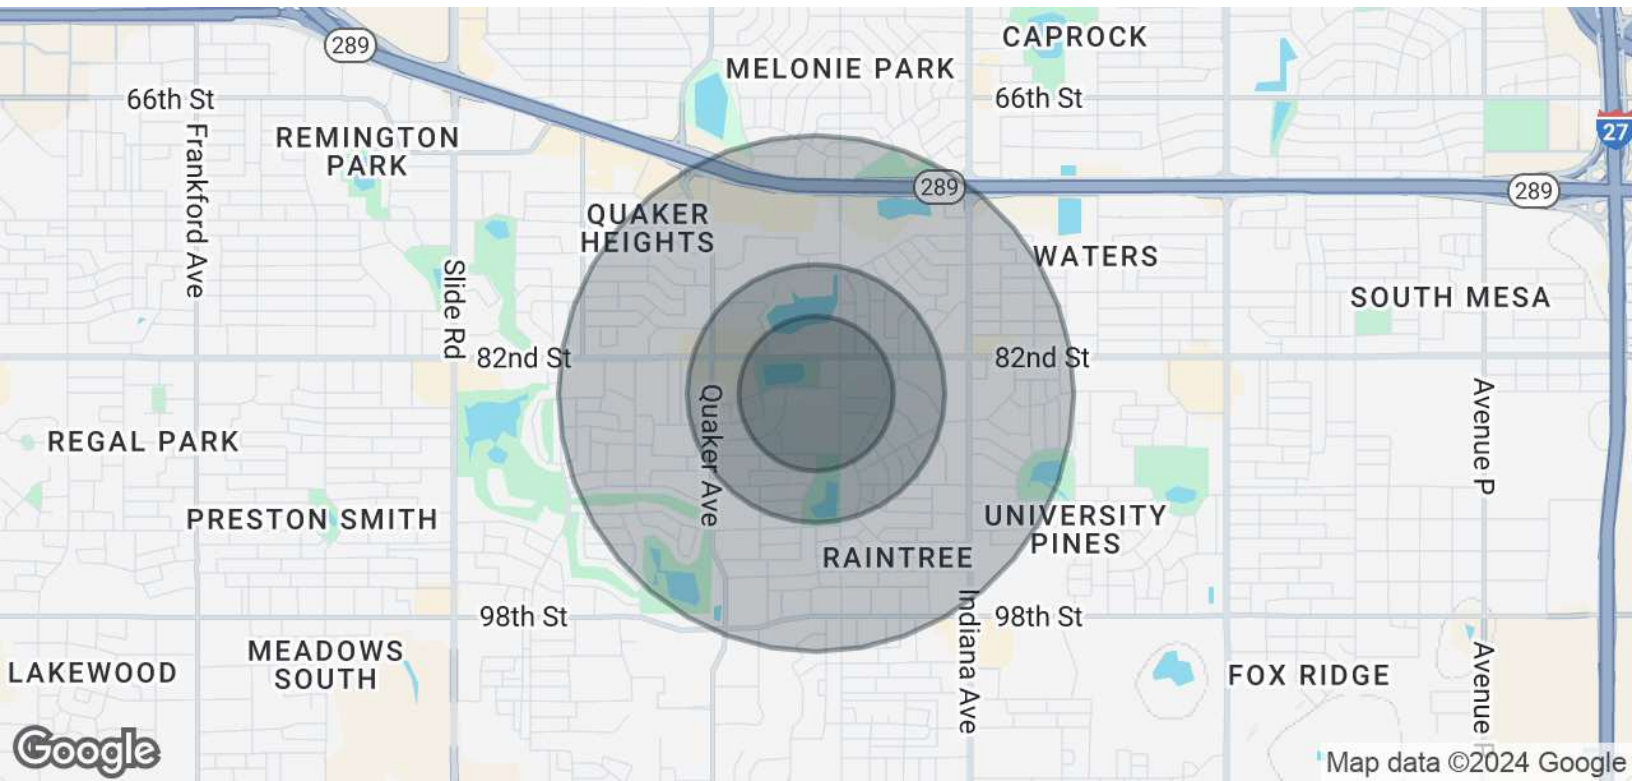 CAPROCK
289
MELONIE PARK
66th St
66th St
27
REMINGTON
PARK
Frankford Ave
289
289
QUAKER
HEIGHTS
WATERS
Slide Rd
SOUTH MESA
82nd St
82nd St
Quaker Ave
Avenue P
REGAL PARK
PRESTON SMITH
UNIVERSITY
PINES
RAINTREE
Indiana Ave
98th St
98th St
MEADOWS
SOUTH
LAKEWOOD
FOX RIDGE
Avenue P
Google
Map data ©2024 Google